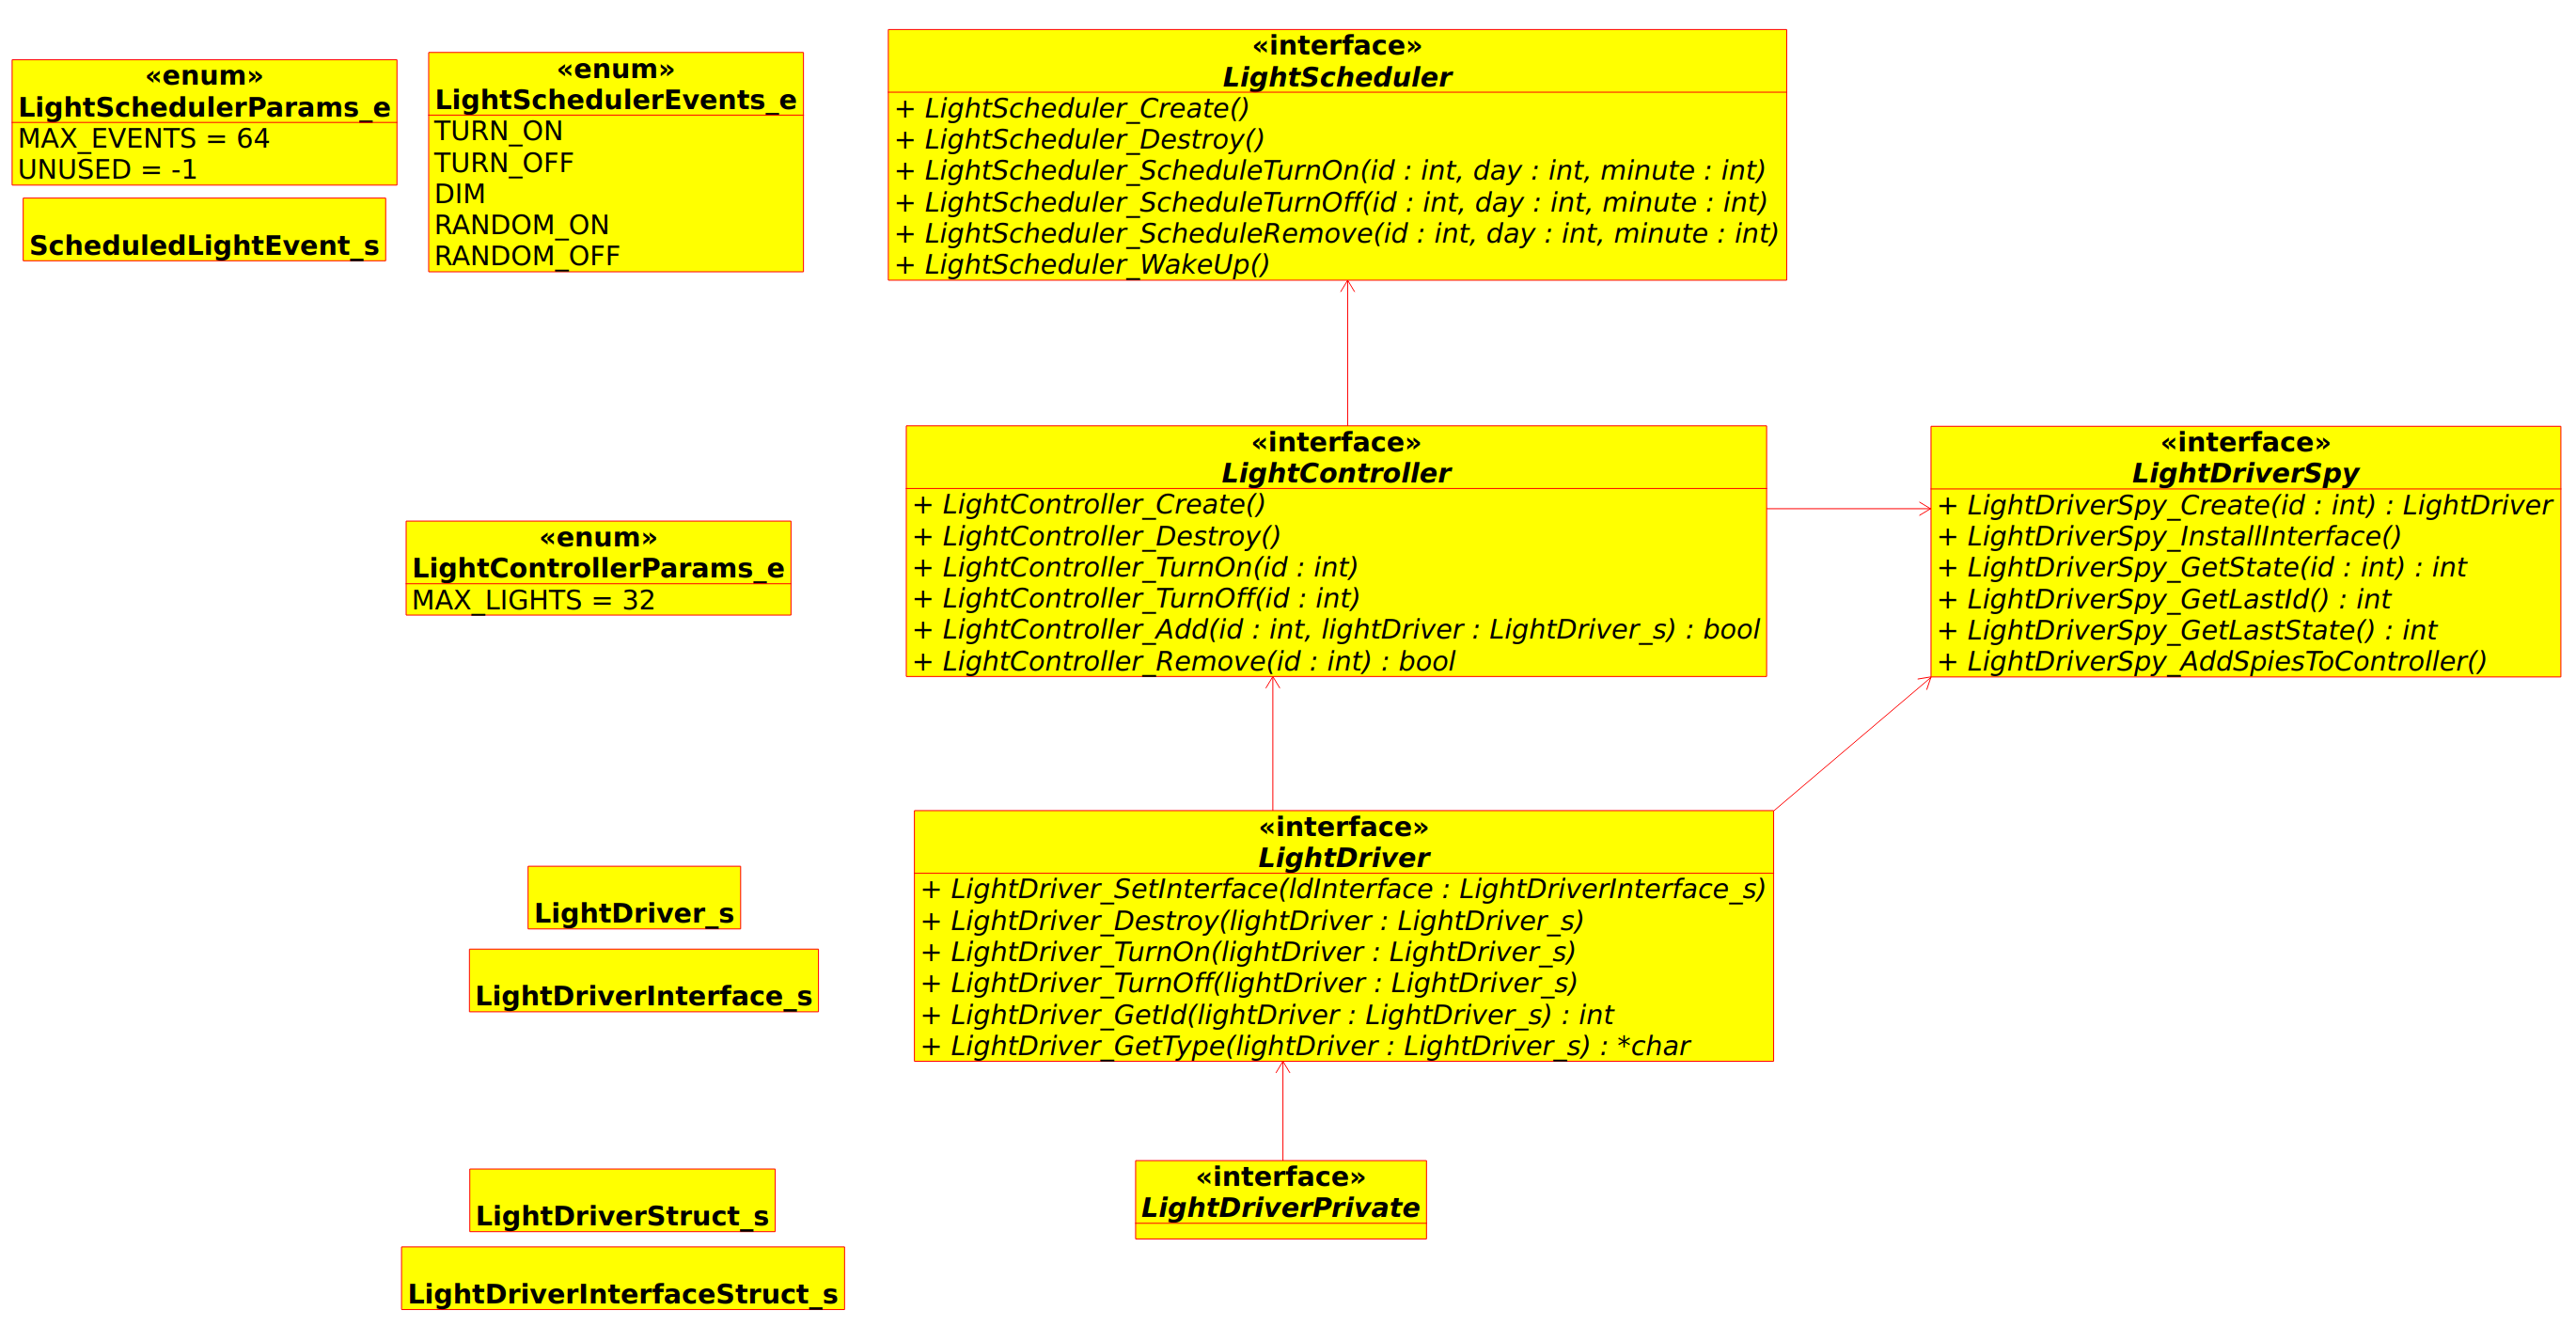 «enum»
LightSchedulerParams_e
MAX_EVENTS = 64
UNUSED = -1
ScheduledLightEvent_s
«enum»
LightSchedulerEvents_e
TURN_ON
TURN_OFF
DIM
RANDOM_ON
RANDOM_OFF
«interface»
LightScheduler
+ LightScheduler_Create()
+ LightScheduler_Destroy()
+ LightScheduler_ScheduleTurnOn(id : int, day : int, minute : int)
+ LightScheduler_ScheduleTurnOff(id : int, day : int, minute : int)
+ LightScheduler_ScheduleRemove(id : int, day : int, minute : int)
+ LightScheduler_WakeUp()
«enum»
LightControllerParams_e
MAX_LIGHTS = 32
«interface»
LightController
+ LightController_Create()
+ LightController_Destroy()
+ LightController_TurnOn(id : int)
+ LightController_TurnOff(id : int)
+ LightController_Add(id : int, lightDriver : LightDriver_s) : bool
+ LightController_Remove(id : int) : bool
«interface»
LightDriverSpy
+ LightDriverSpy_Create(id : int) : LightDriver
+ LightDriverSpy_InstallInterface()
+ LightDriverSpy_GetState(id : int) : int
+ LightDriverSpy_GetLastId() : int
+ LightDriverSpy_GetLastState() : int
+ LightDriverSpy_AddSpiesToController()
LightDriver_s
LightDriverInterface_s
«interface»
LightDriver
+ LightDriver_SetInterface(ldInterface : LightDriverInterface_s)
+ LightDriver_Destroy(lightDriver : LightDriver_s)
+ LightDriver_TurnOn(lightDriver : LightDriver_s)
+ LightDriver_TurnOff(lightDriver : LightDriver_s)
+ LightDriver_GetId(lightDriver : LightDriver_s) : int
+ LightDriver_GetType(lightDriver : LightDriver_s) : *char
LightDriverStruct_s
LightDriverInterfaceStruct_s
«interface»
LightDriverPrivate